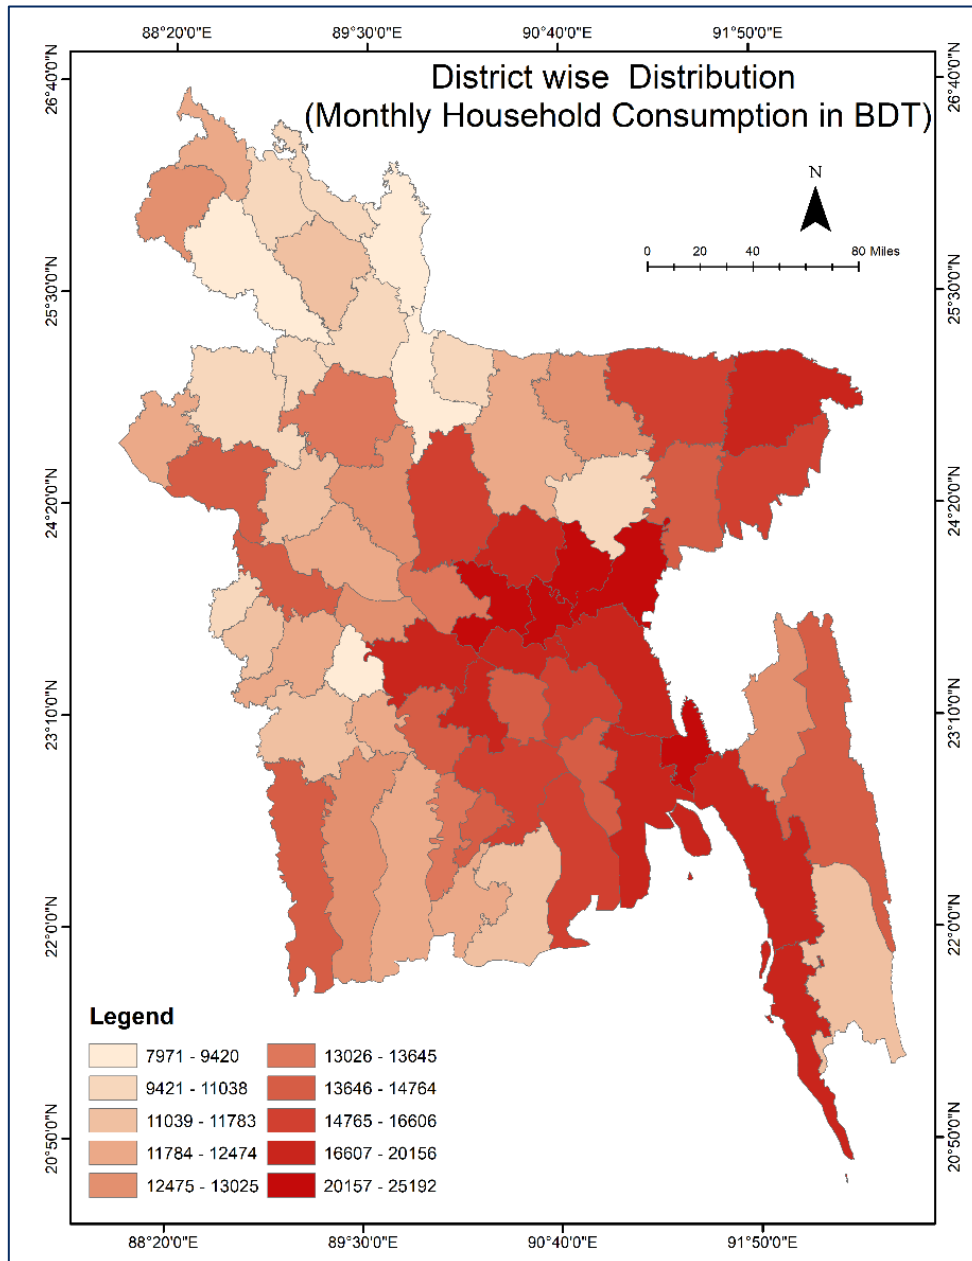 88°20'0"E 89°30'0"E 90°40'0"E 91°50'0"E
26°40'0"N
26°40'0"N
District wise Distribution
(Monthly Household Consumption in BDT)
N
0 20 40 80 Miles
25°30'0"N
25°30'0"N
24°20'0"N
24°20'0"N
23°10'0"N
23°10'0"N
22°0'0"N
22°0'0"N
20°50'0"N
20°50'0"N
Legend
7971 - 9420
9421 - 11038
11039 - 11783
11784 - 12474
12475 - 13025
13026 - 13645
13646 - 14764
14765 - 16606
16607 - 20156
20157 - 25192
88°20'0"E 89°30'0"E 90°40'0"E 91°50'0"E